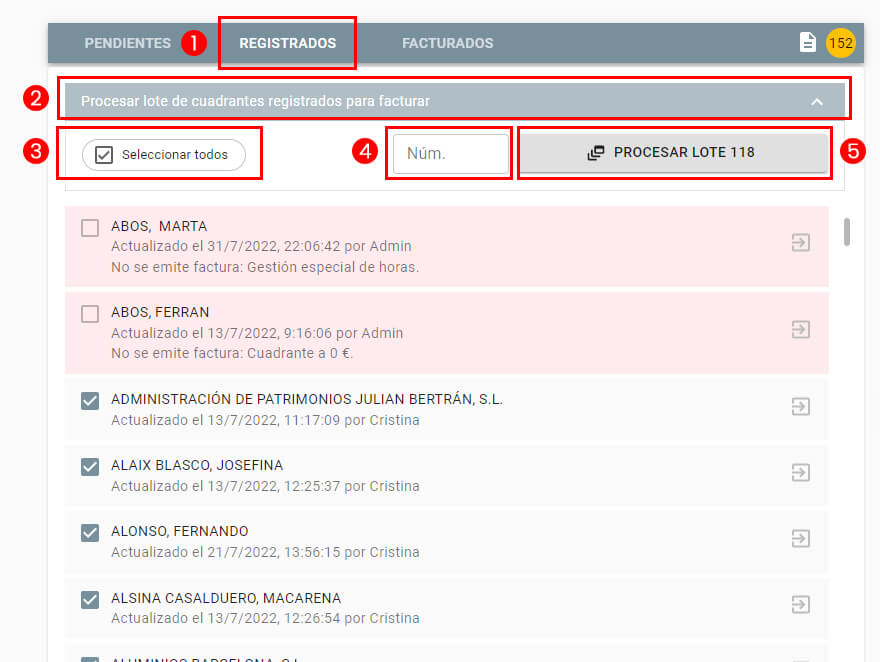 PENDIENTES 1 REGISTRADOS FACTURADOS 152
2 Procesar lote de cuadrantes registrados para facturar
3 Seleccionar todos 4 Núm. PROCESAR LOTE 118 5
ABOS, MARTA
Actualizado el 31/7/2022, 22:06:42 por Admin
No se emite factura: Gestión especial de horas.
ABOS, FERRAN
Actualizado el 13/7/2022, 9:16:06 por Admin
No se emite factura: Cuadrante a 0 €.
ADMINISTRACIÓN DE PATRIMONIOS JULIAN BERTRÁN, S.L.
Actualizado el 13/7/2022, 11:17:09 por Cristina
ALAIX BLASCO, JOSEFINA
Actualizado el 13/7/2022, 12:25:37 por Cristina
ALONSO, FERNANDO
Actualizado el 21/7/2022, 13:56:15 por Cristina
ALSINA CASALDUERO, MACARENA
Actualizado el 13/7/2022, 12:26:54 por Cristina